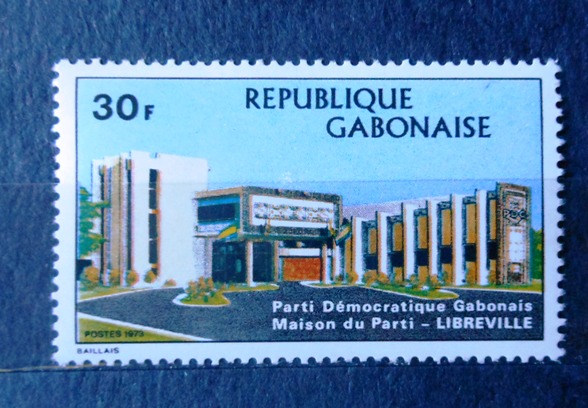 30F
REPUBLIQUE
GABONAISE
Parti Démocratique Gabonais
Maison du Parti – LIBREVILLE
POSTES 1973
BAILLAIS